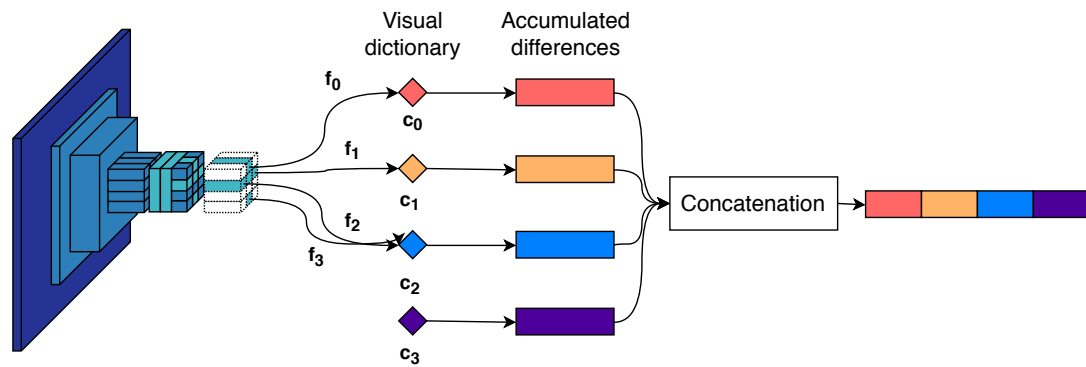 Visual
dictionary
Accumulated
differences
f0
c0
f1
c1
Concatenation
f2
f3
c2
c3